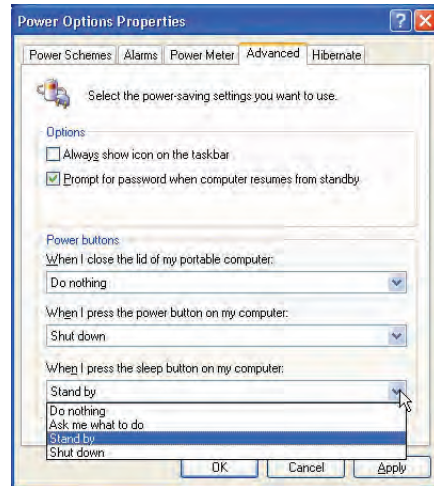 Power Options Properties
Power Schemes Alarms Power Meter Advanced Hibernate
Select the power-saving settings you want to use.
Options
Always show icon on the taskbar
Prompt for password when computer resumes from standby
Power buttons
When I close the lid of my portable computer:
Do nothing
When I press the power button on my computer:
Shut down
When I press the sleep button on my computer:
Stand by
Do nothing
Ask me what to do
Stand by
Shut down
OK Cancel Apply